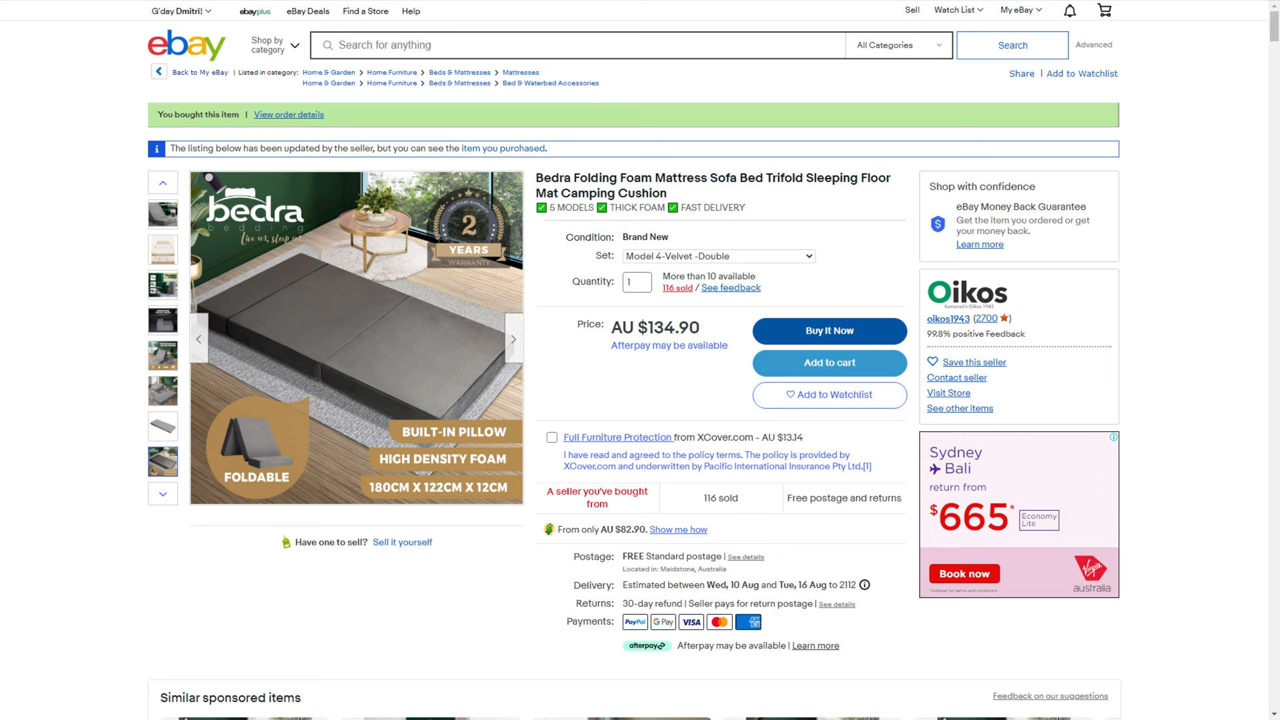 G'day Dmitri!
ebayplus
eBay Deals
Find a Store
Help
Sell
Watch List
My eBay
ebay
Shop by
category
Search for anything
All Categories
Search
Advanced
Back to My eBay | Listed in category: Home & Garden > Home Furniture > Beds & Mattresses > Mattresses
Home & Garden > Home Furniture > Beds & Mattresses > Bed & Waterbed Accessories
Share | Add to Watchlist
You bought this item | View order details
The listing below has been updated by the seller, but you can see the item you purchased.
bedra
bedding
2
YEARS
WARRANTY
BUILT-IN PILLOW
HIGH DENSITY FOAM
180CM X 122CM X 12CM
FOLDABLE
Have one to sell? Sell it yourself
Bedra Folding Foam Mattress Sofa Bed Trifold Sleeping Floor
Mat Camping Cushion
✅ 5 MODELS ✅ THICK FOAM ✅ FAST DELIVERY
Condition: Brand New
Set: Model 4-Velvet -Double
Quantity: 1
More than 10 available
116 sold / See feedback
Price: AU $134.90
Afterpay may be available
Buy It Now
Add to cart
Add to Watchlist
Full Furniture Protection from XCover.com - AU $13.14
I have read and agreed to the policy terms. The policy is provided by
XCover.com and underwritten by Pacific International Insurance Pty Ltd.[1]
A seller you've bought
from
116 sold
Free postage and returns
From only AU $82.90. Show me how
Postage: FREE Standard postage | See details
Located in: Maidstone, Australia
Delivery: Estimated between Wed, 10 Aug and Tue, 16 Aug to 2112
Returns: 30-day refund | Seller pays for return postage | See details
Payments: PayPal G Pay VISA
afterpay Afterpay may be available | Learn more
Shop with confidence
eBay Money Back Guarantee
Get the item you ordered or get
your money back.
Learn more
Oikos
oikos1943 (2700 ★)
99.8% positive Feedback
Save this seller
Contact seller
Visit Store
See other items
Sydney
Bali
return from
$665*
Economy
Lite
Book now
Virgin
australia
Similar sponsored items
Feedback on our suggestions